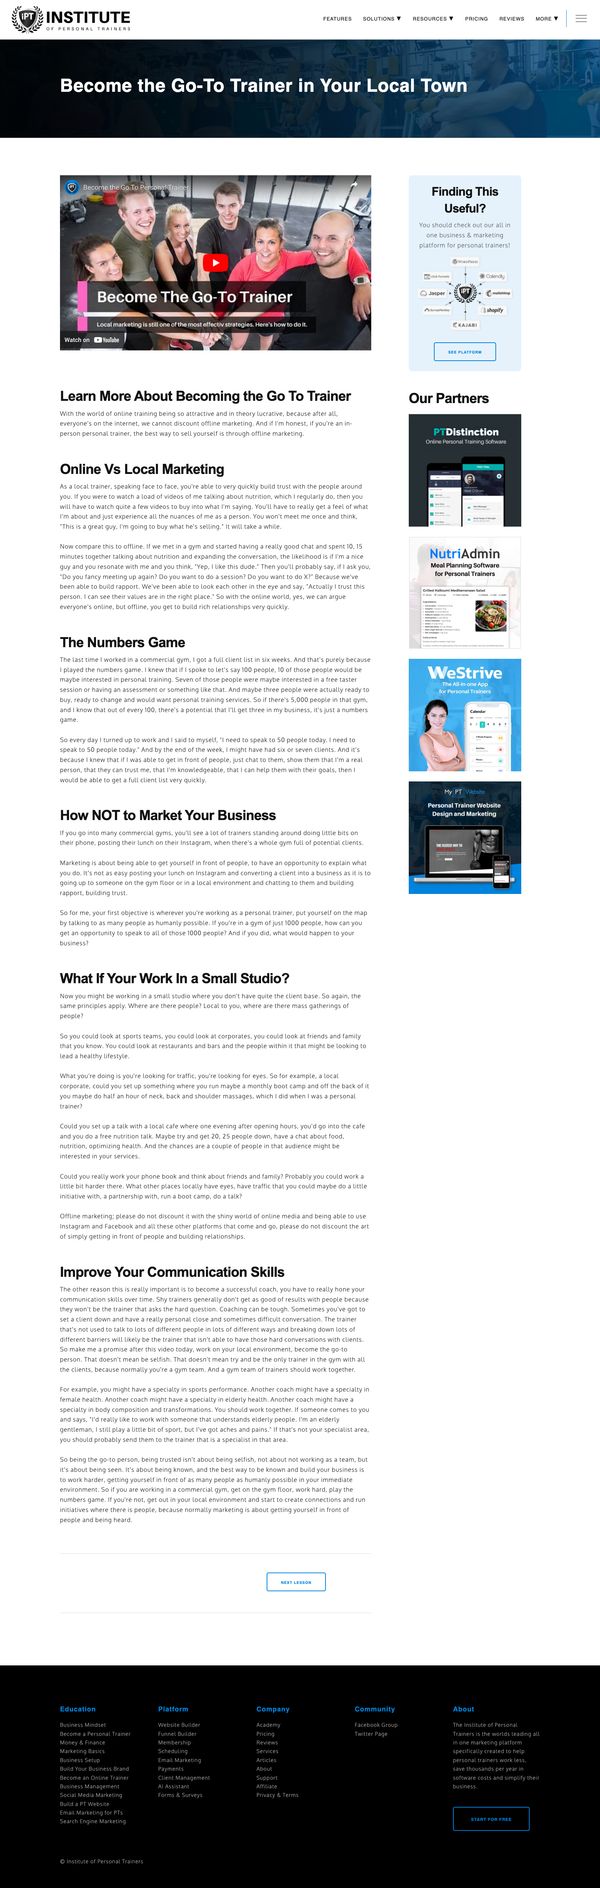 IPT INSTITUTE
OF PERSONAL TRAINERS
FEATURES SOLUTIONS ▼ RESOURCES ▼ PRICING REVIEWS MORE ▼
Become the Go-To Trainer in Your Local Town
Become the Go-To Personal Trainer
Become The Go-To Trainer
Local marketing is still one of the most effectiv strategies. Here's how to do it.
Watch on YouTube
Finding This
Useful?
You should check out our all in
one business & marketing
platform for personal trainers!
WordPress
click funnels
Calendly
Jasper
IPT
mailchimp
SurveyMonkey
shopify
KAJABI
SEE PLATFORM
Our Partners
PTDistinction
Online Personal Training Software
NutriAdmin
Meal Planning Software
for Personal Trainers
Grilled Halloumi Mediterranean Salad
WeStrive
The All-in-one App
for Personal Trainers
Calendar
My PT Website
Personal Trainer Website
Design and Marketing
Learn More About Becoming the Go To Trainer
With the world of online training being so attractive and in theory lucrative, because after all,
everyone's on the internet, we cannot discount offline marketing. And if I'm honest, if you're an in-
person personal trainer, the best way to sell yourself is through offline marketing.
Online Vs Local Marketing
As a local trainer, speaking face to face, you're able to very quickly build trust with the people around
you. If you were to watch a load of videos of me talking about nutrition, which I regularly do, then you
will have to watch quite a few videos to buy into what I'm saying. You'll have to really get a feel of what
I'm about and just experience all the nuances of me as a person. You won't meet me once and think,
"This is a great guy, I'm going to buy what he's selling." It will take a while.
Now compare this to offline. If we met in a gym and started having a really good chat and spent 10, 15
minutes together talking about nutrition and expanding the conversation, the likelihood is if I'm a nice
guy and you resonate with me and you think, "Yep, I like this dude." Then you'll probably say, if I ask you,
"Do you fancy meeting up again? Do you want to do a session? Do you want to do X?" Because we've
been able to build rapport. We've been able to look each other in the eye and say, "Actually I trust this
person. I can see their values are in the right place." So with the online world, yes, we can argue
everyone's online, but offline, you get to build rich relationships very quickly.
The Numbers Game
The last time I worked in a commercial gym, I got a full client list in six weeks. And that's purely because
I played the numbers game. I knew that if I spoke to let's say 100 people, 10 of those people would be
maybe interested in personal training. Seven of those people were maybe interested in a free taster
session or having an assessment or something like that. And maybe three people were actually ready to
buy, ready to change and would want personal training services. So if there's 5,000 people in that gym,
and I know that out of every 100, there's a potential that I'll get three in my business, it's just a numbers
game.
So every day I turned up to work and I said to myself, "I need to speak to 50 people today. I need to
speak to 50 people today." And by the end of the week, I might have had six or seven clients. And it's
because I knew that if I was able to get in front of people, just chat to them, show them that I'm a real
person, that they can trust me, that I'm knowledgeable, that I can help them with their goals, then I
would be able to get a full client list very quickly.
How NOT to Market Your Business
If you go into many commercial gyms, you'll see a lot of trainers standing around doing little bits on
their phone, posting their lunch on their Instagram, when there's a whole gym full of potential clients.
Marketing is about being able to get yourself in front of people, to have an opportunity to explain what
you do. It's not as easy posting your lunch on Instagram and converting a client into a business as it is to
going up to someone on the gym floor or in a local environment and chatting to them and building
rapport, building trust.
So for me, your first objective is wherever you're working as a personal trainer, put yourself on the map
by talking to as many people as humanly possible. If you're in a gym of just 1000 people, how can you
get an opportunity to speak to all of those 1000 people? And if you did, what would happen to your
business?
What If Your Work In a Small Studio?
Now you might be working in a small studio where you don't have quite the client base. So again, the
same principles apply. Where are there people? Local to you, where are there mass gatherings of
people?
So you could look at sports teams, you could look at corporates, you could look at friends and family
that you know. You could look at restaurants and bars and the people within it that might be looking to
lead a healthy lifestyle.
What you're doing is you're looking for traffic, you're looking for eyes. So for example, a local
corporate, could you set up something where you run maybe a monthly boot camp and off the back of it
you maybe do half an hour of neck, back and shoulder massages, which I did when I was a personal
trainer?
Could you set up a talk with a local cafe where one evening after opening hours, you'd go into the cafe
and you do a free nutrition talk. Maybe try and get 20, 25 people down, have a chat about food,
nutrition, optimizing health. And the chances are a couple of people in that audience might be
interested in your services.
Could you really work your phone book and think about friends and family? Probably you could work a
little bit harder there. What other places locally have eyes, have traffic that you could maybe do a little
initiative with, a partnership with, run a boot camp, do a talk?
Offline marketing; please do not discount it with the shiny world of online media and being able to use
Instagram and Facebook and all these other platforms that come and go, please do not discount the art
of simply getting in front of people and building relationships.
Improve Your Communication Skills
The other reason this is really important is to become a successful coach, you have to really hone your
communication skills over time. Shy trainers generally don't get as good of results with people because
they won't be the trainer that asks the hard question. Coaching can be tough. Sometimes you've got to
set a client down and have a really personal close and sometimes difficult conversation. The trainer
that's not used to talk to lots of different people in lots of different ways and breaking down lots of
different barriers will likely be the trainer that isn't able to have those hard conversations with clients.
So make me a promise after this video today, work on your local environment, become the go-to
person. That doesn't mean be selfish. That doesn't mean try and be the only trainer in the gym with all
the clients, because normally you're a gym team. And a gym team of trainers should work together.
For example, you might have a specialty in sports performance. Another coach might have a specialty in
female health. Another coach might have a specialty in elderly health. Another coach might have a
specialty in body composition and transformations. You should work together. If someone comes to you
and says, "I'd really like to work with someone that understands elderly people. I'm an elderly
gentleman, I still play a little bit of sport, but I've got aches and pains." If that's not your specialist area,
you should probably send them to the trainer that is a specialist in that area.
So being the go-to person, being trusted isn't about being selfish, not about not working as a team, but
it's about being seen. It's about being known, and the best way to be known and build your business is
to work harder, getting yourself in front of as many people as humanly possible in your immediate
environment. So if you are working in a commercial gym, get on the gym floor, work hard, play the
numbers game. If you're not, get out in your local environment and start to create connections and run
initiatives where there is people, because normally marketing is about getting yourself in front of
people and being heard.
NEXT LESSON
Education
Business Mindset
Become a Personal Trainer
Money & Finance
Marketing Basics
Business Setup
Build Your Business Brand
Become an Online Trainer
Business Management
Social Media Marketing
Build a PT Website
Email Marketing for PTs
Search Engine Marketing
Platform
Website Builder
Funnel Builder
Membership
Scheduling
Email Marketing
Payments
Client Management
AI Assistant
Forms & Surveys
Company
Academy
Pricing
Reviews
Services
Articles
About
Support
Affiliate
Privacy & Terms
Community
Facebook Group
Twitter Page
About
The Institute of Personal
Trainers is the worlds leading all
in one marketing platform
specifically created to help
personal trainers work less,
save thousands per year in
software costs and simplify their
business.
START FOR FREE
© Institute of Personal Trainers